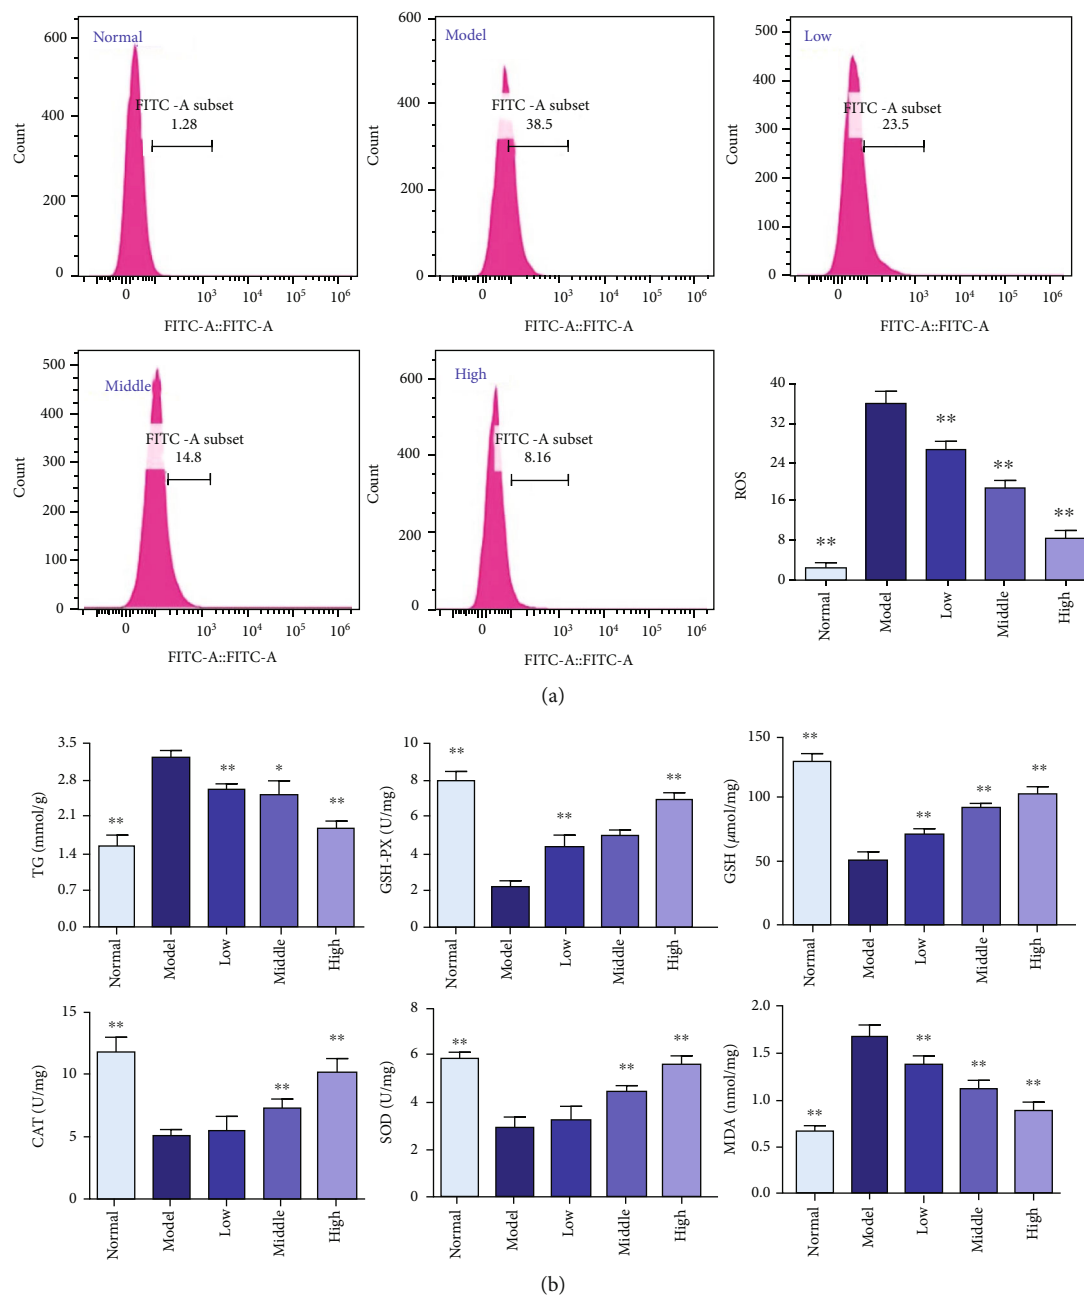 Normal
600
400
200
0
Count
FITC -A subset
1.28
0 10³ 10⁴ 10⁵ 10⁶
FITC-A::FITC-A
Model
600
400
200
0
Count
FITC -A subset
38.5
0 10³ 10⁴ 10⁵ 10⁶
FITC-A::FITC-A
Low
500
400
300
200
100
0
Count
FITC -A subset
23.5
0 10³ 10⁴ 10⁵ 10⁶
FITC-A::FITC-A
Middle
500
400
300
200
100
0
Count
FITC -A subset
14.8
0 10³ 10⁴ 10⁵ 10⁶
FITC-A::FITC-A
High
600
400
200
0
Count
FITC -A subset
8.16
0 10³ 10⁴ 10⁵ 10⁶
FITC-A::FITC-A
40
32
24
16
8
0
ROS
** ** ** **
Normal Model Low Middle High
(a)
3.5
2.8
2.1
1.4
0.7
0.0
TG (mmol/g)
** ** * **
Normal Model Low Middle High
10
8
6
4
2
0
GSH-PX (U/mg)
** ** **
Normal Model Low Middle High
150
100
50
0
GSH (μmol/mg)
** ** ** **
Normal Model Low Middle High
15
10
5
0
CAT (U/mg)
** ** **
Normal Model Low Middle High
8
6
4
2
0
SOD (U/mg)
** ** **
Normal Model Low Middle High
2.0
1.5
1.0
0.5
0.0
MDA (nmol/mg)
** ** ** **
Normal Model Low Middle High
(b)